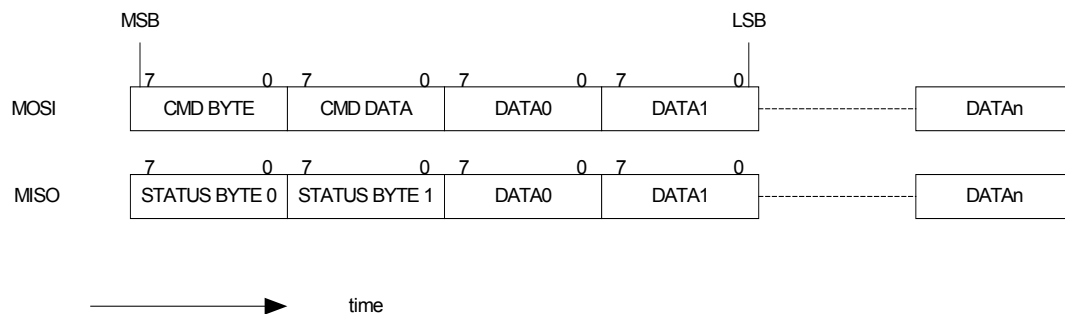 MSB LSB
7 0 7 0 7 0 7 0
MOSI CMD BYTE CMD DATA DATA0 DATA1 DATAn
7 0 7 0 7 0 7 0
MISO STATUS BYTE 0 STATUS BYTE 1 DATA0 DATA1 DATAn
time